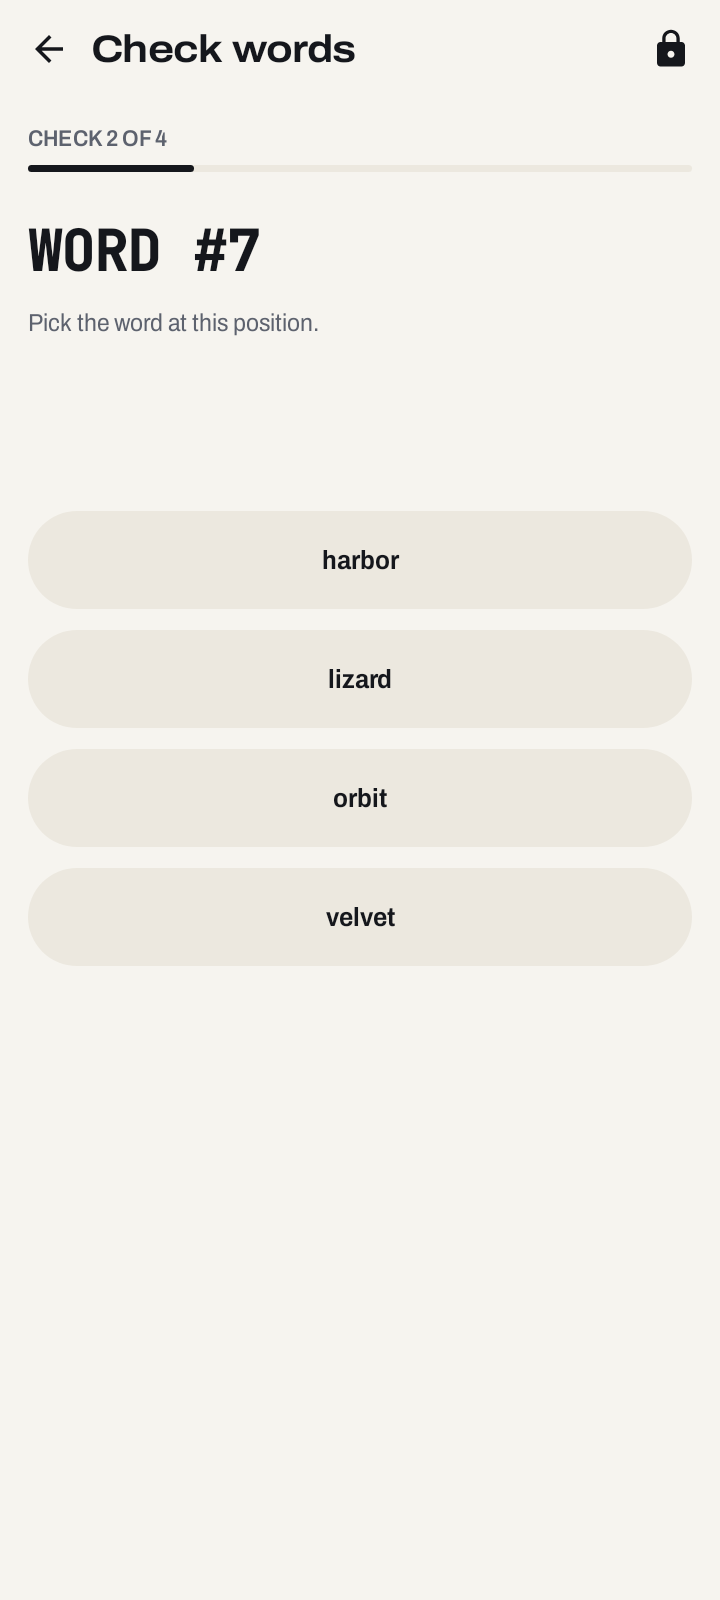 Check words
CHECK 2 OF 4
WORD #7
Pick the word at this position.
harbor
lizard
orbit
velvet